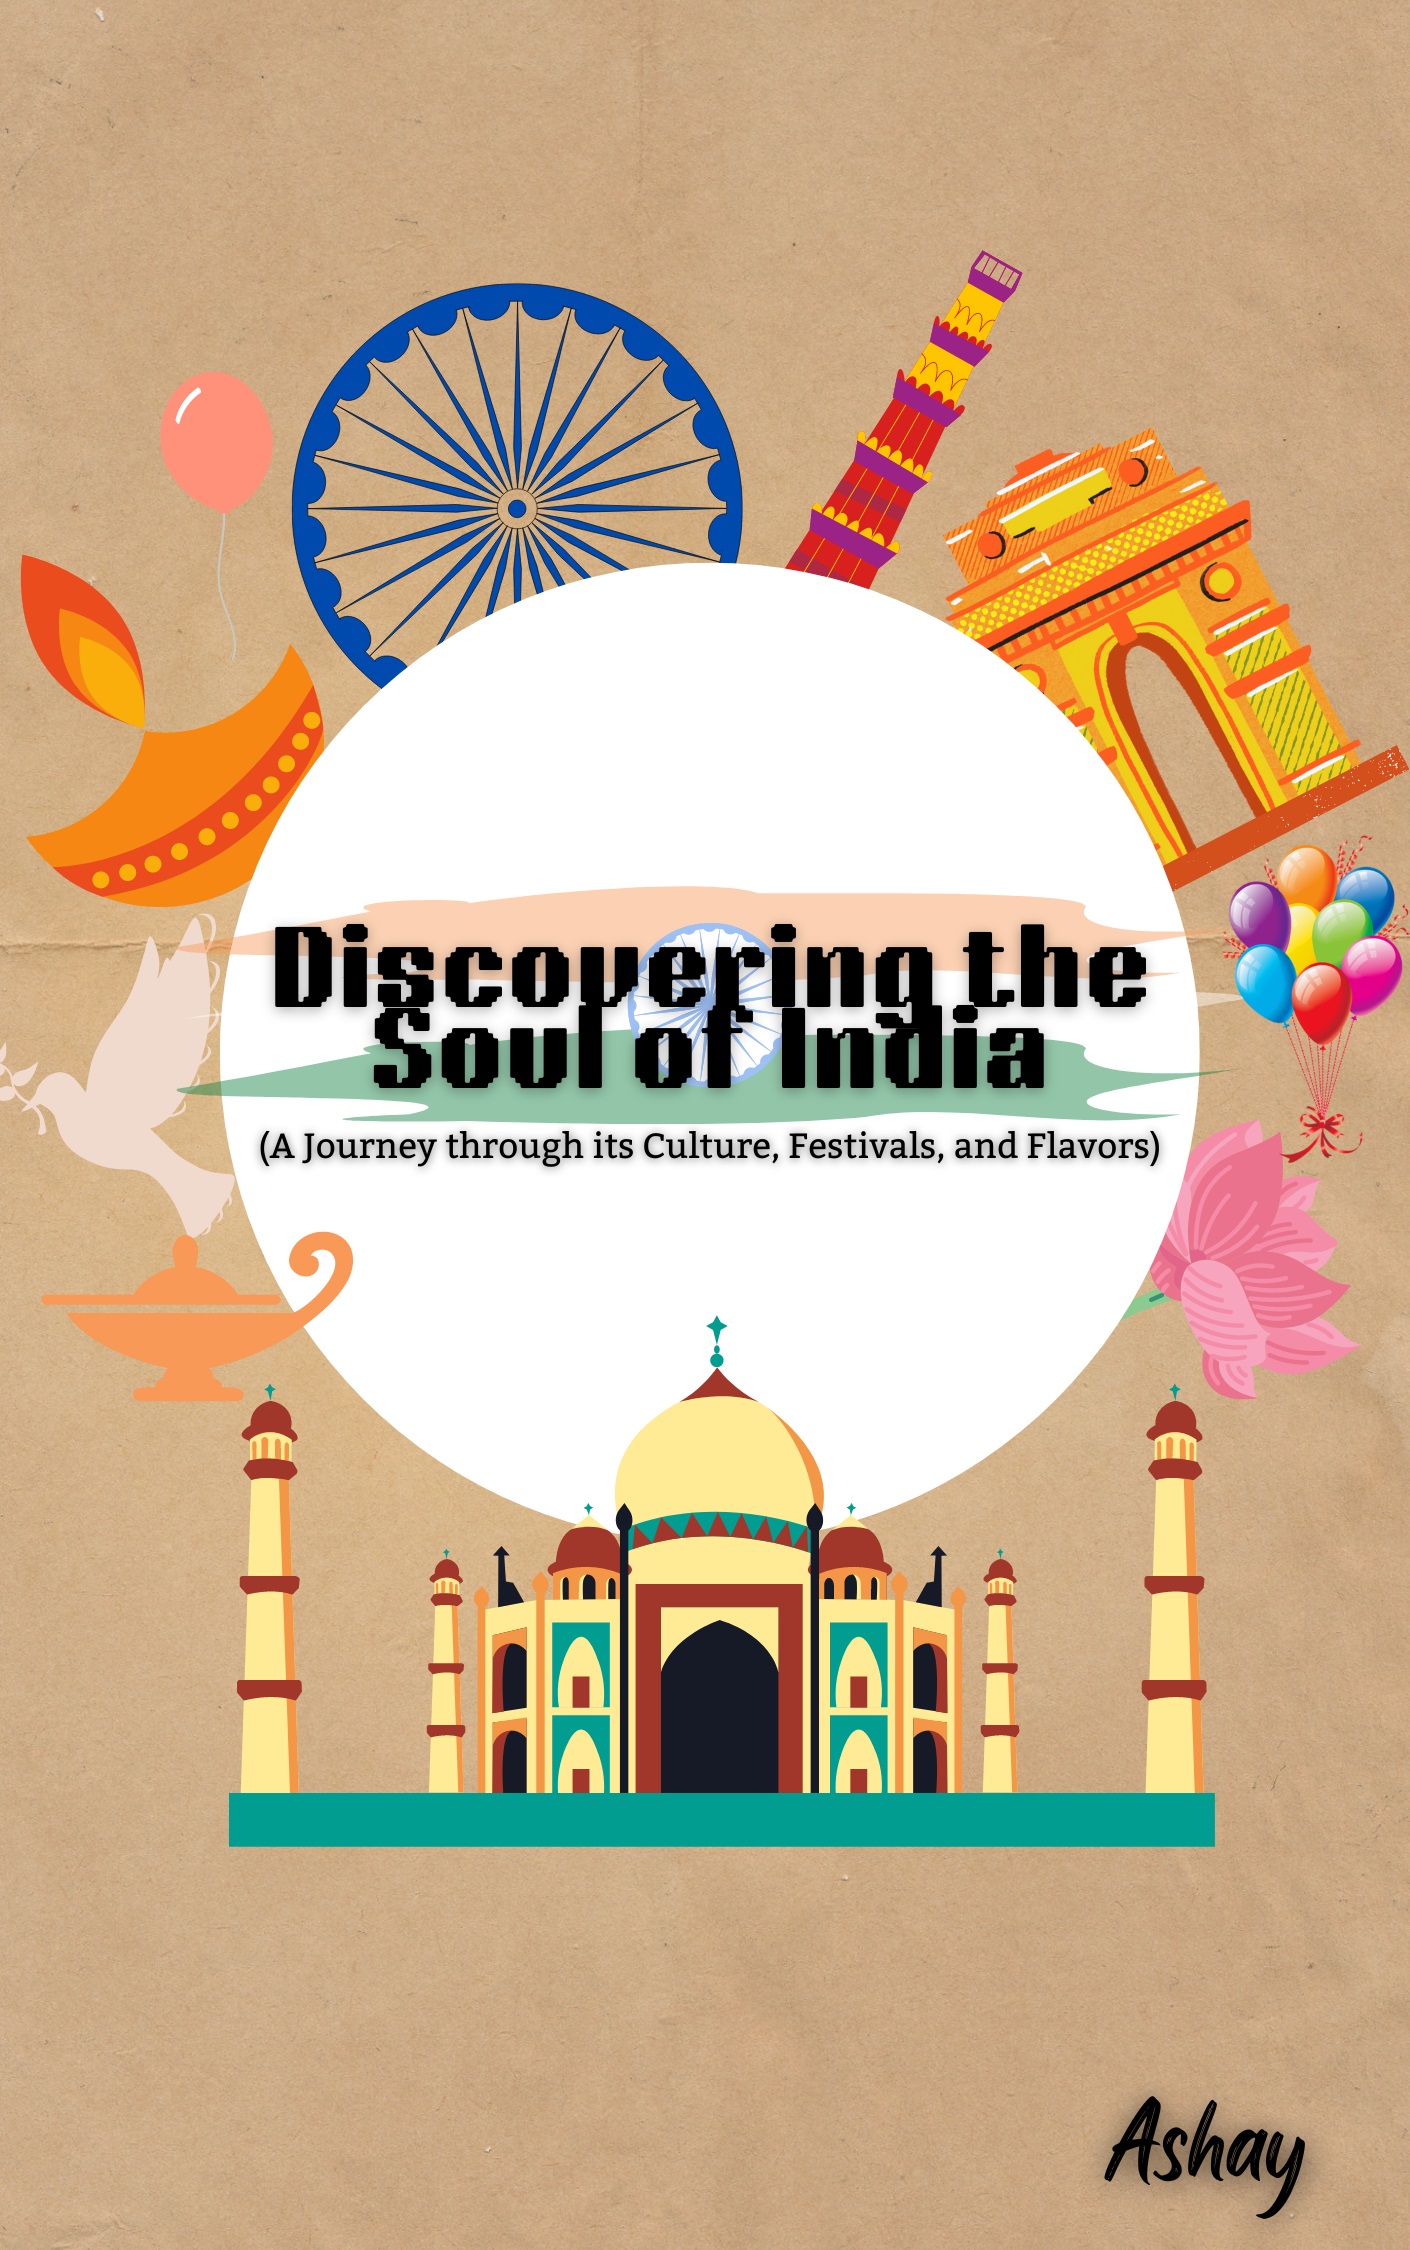 Discovering the
Soul of India
(A Journey through its Culture, Festivals, and Flavors)
Ashay